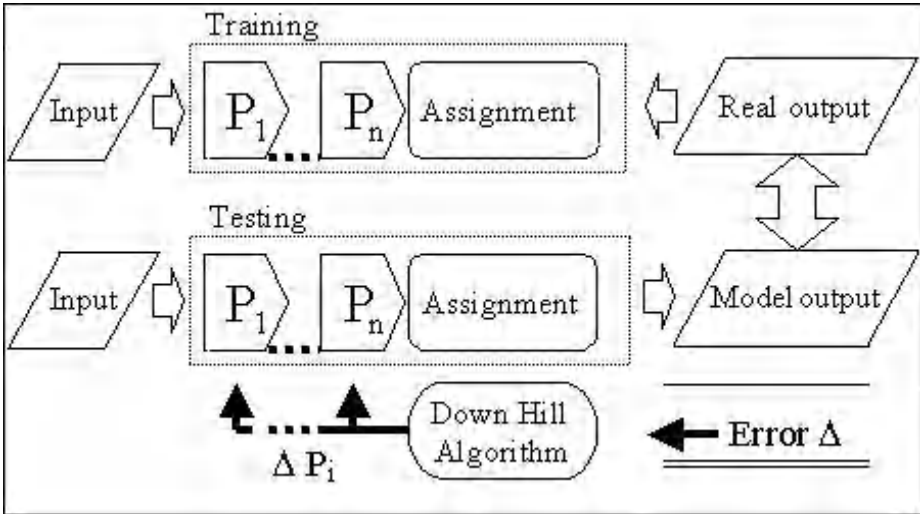 Training
Input
P1
Pn
Assignment
Real output
Testing
Input
P1
Pn
Assignment
Model output
Down Hill
Algorithm
Error Δ
Δ Pi